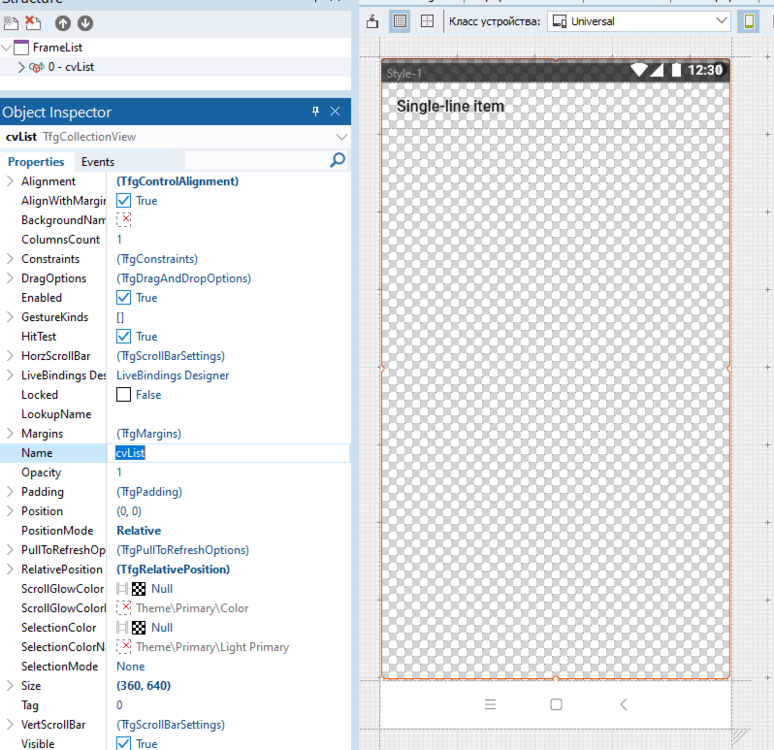 Structure
Класс устройства: Universal
FrameList
0 - cvList
Object Inspector
cvList TfgCollectionView
Properties Events
Alignment (TfgControlAlignment)
AlignWithMargin True
BackgroundNam
ColumnsCount 1
Constraints (TfgConstraints)
DragOptions (TfgDragAndDropOptions)
Enabled True
GestureKinds []
HitTest True
HorzScrollBar (TfgScrollBarSettings)
LiveBindings Des LiveBindings Designer
Locked False
LookupName
Margins (TfgMargins)
Name cvList
Opacity 1
Padding (TfgPadding)
Position (0, 0)
PositionMode Relative
PullToRefreshOp (TfgPullToRefreshOptions)
RelativePosition (TfgRelativePosition)
ScrollGlowColor Null
ScrollGlowColorI Theme\Primary\Color
SelectionColor Null
SelectionColorN Theme\Primary\Light Primary
SelectionMode None
Size (360, 640)
Tag 0
VertScrollBar (TfgScrollBarSettings)
Visible True
Style-1 12:30
Single-line item